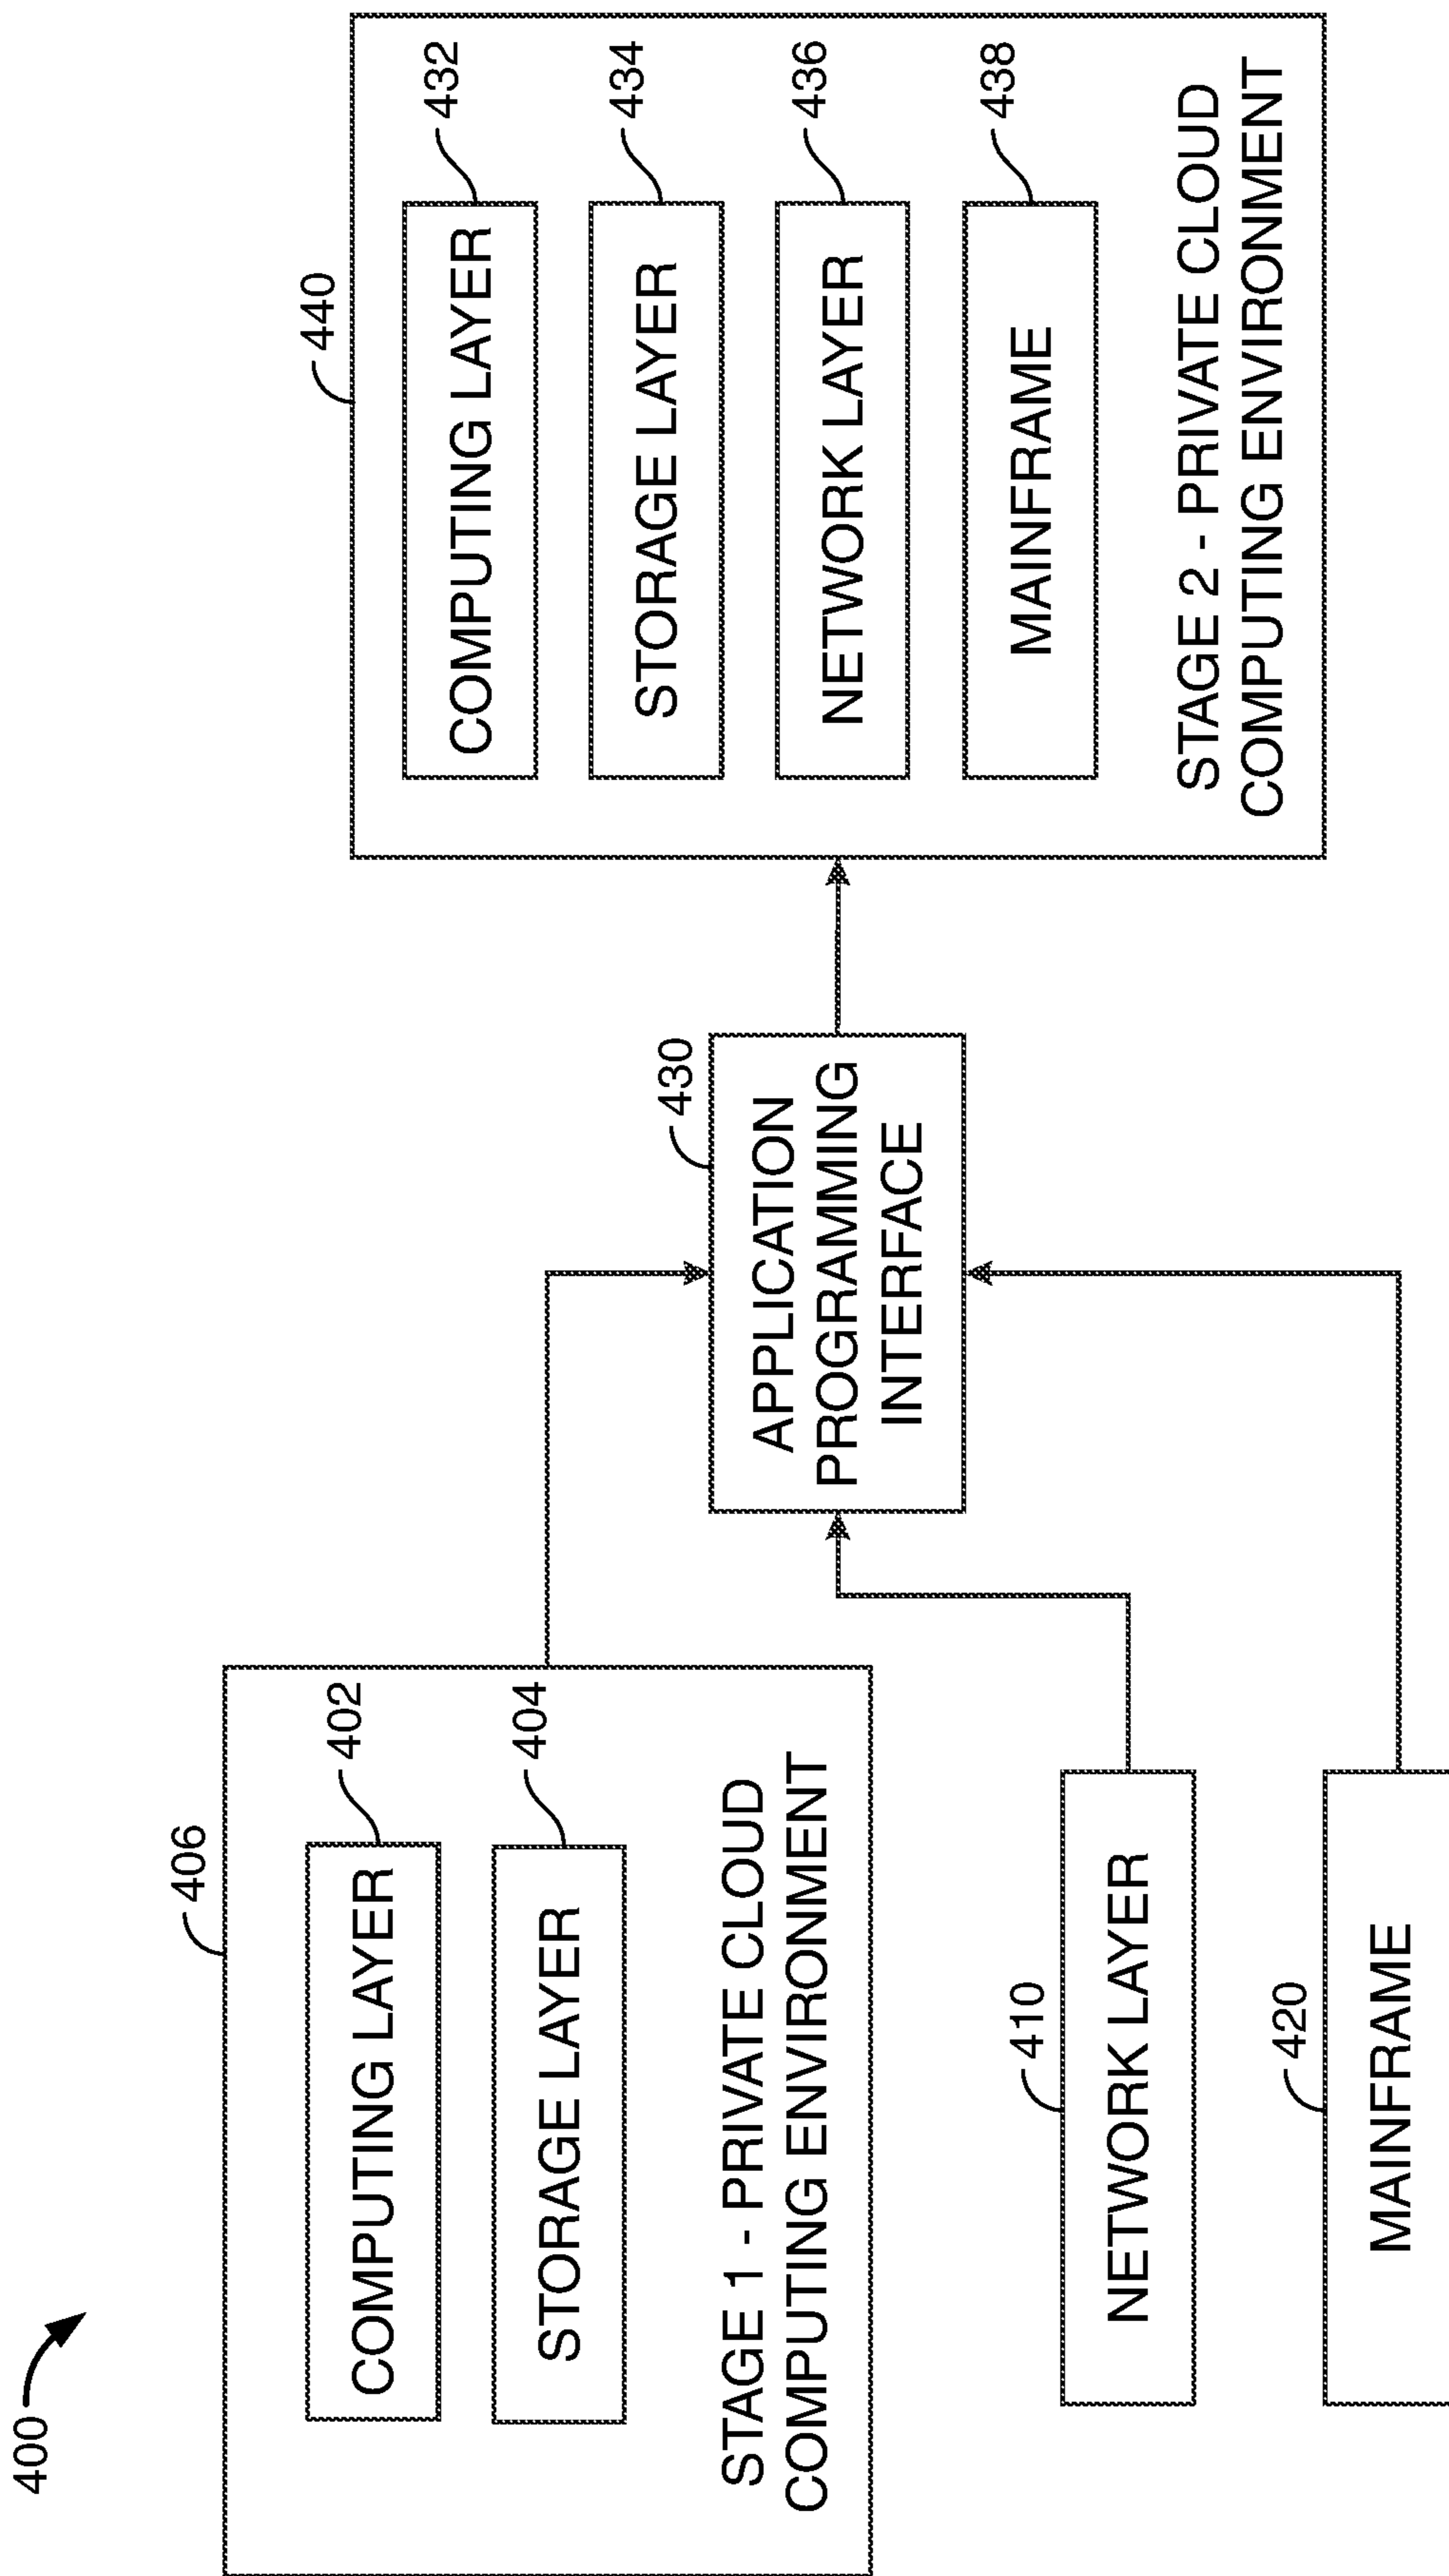 400
406
COMPUTING LAYER
402
STORAGE LAYER
404
STAGE 1 - PRIVATE CLOUD
COMPUTING ENVIRONMENT
410
NETWORK LAYER
420
MAINFRAME
430
APPLICATION
PROGRAMMING
INTERFACE
440
COMPUTING LAYER
432
STORAGE LAYER
434
NETWORK LAYER
436
MAINFRAME
438
STAGE 2 - PRIVATE CLOUD
COMPUTING ENVIRONMENT